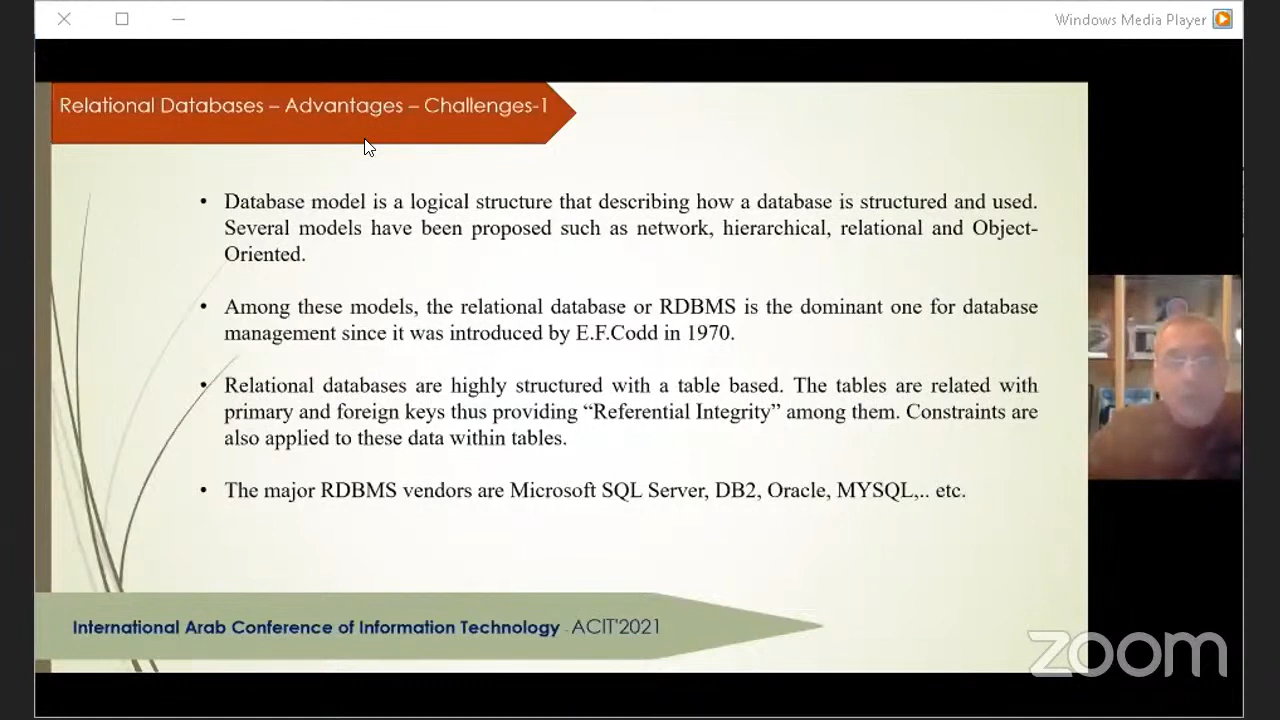 Windows Media Player
Relational Databases – Advantages – Challenges-1
• Database model is a logical structure that describing how a database is structured and used.
Several models have been proposed such as network, hierarchical, relational and Object-
Oriented.
• Among these models, the relational database or RDBMS is the dominant one for database
management since it was introduced by E.F.Codd in 1970.
• Relational databases are highly structured with a table based. The tables are related with
primary and foreign keys thus providing “Referential Integrity” among them. Constraints are
also applied to these data within tables.
• The major RDBMS vendors are Microsoft SQL Server, DB2, Oracle, MYSQL,.. etc.
International Arab Conference of Information Technology - ACIT'2021
zoom